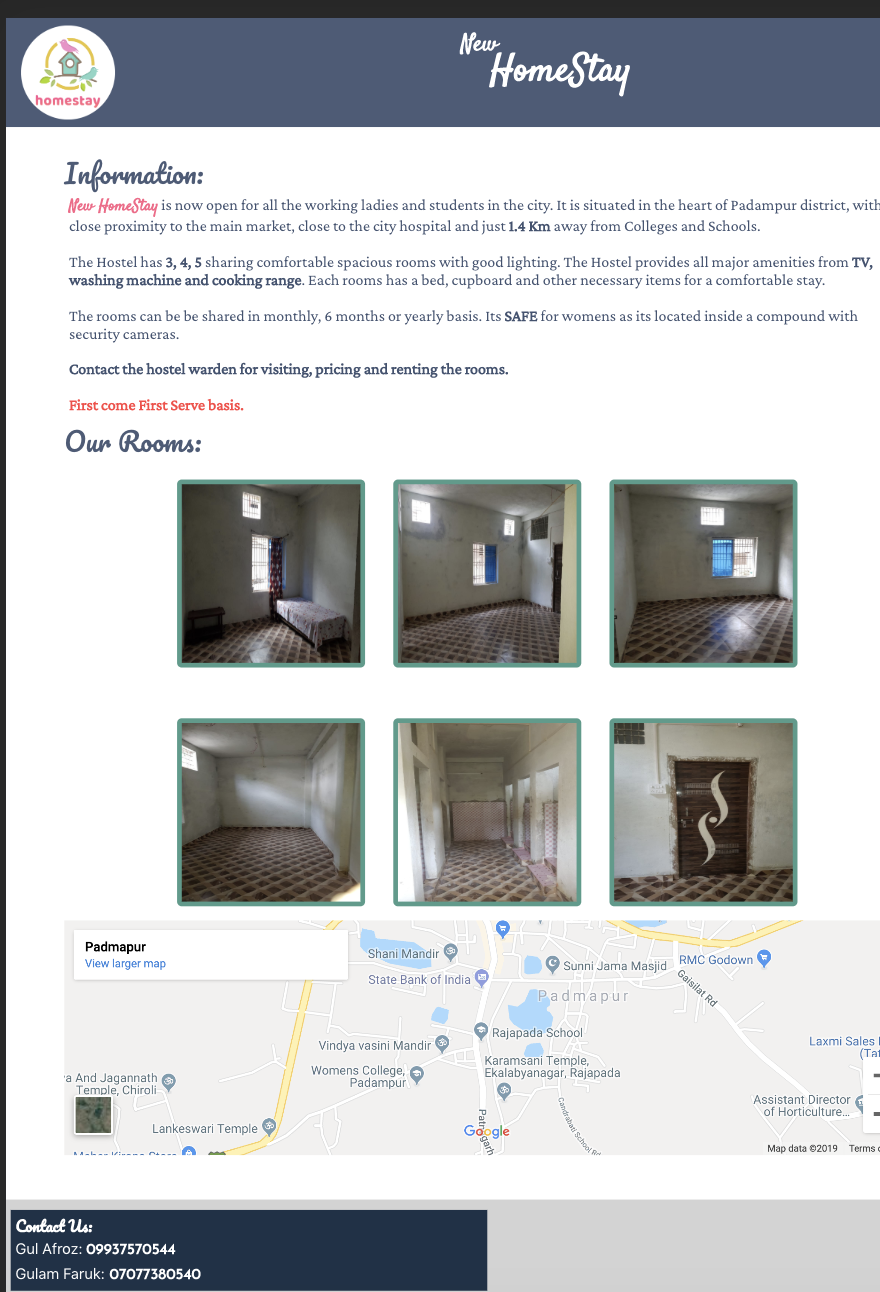 homestay
New
HomeStay
Information:
New HomeStay is now open for all the working ladies and students in the city. It is situated in the heart of Padampur district, with
close proximity to the main market, close to the city hospital and just 1.4 Km away from Colleges and Schools.
The Hostel has 3, 4, 5 sharing comfortable spacious rooms with good lighting. The Hostel provides all major amenities from TV,
washing machine and cooking range. Each rooms has a bed, cupboard and other necessary items for a comfortable stay.
The rooms can be be shared in monthly, 6 months or yearly basis. Its SAFE for womens as its located inside a compound with
security cameras.
Contact the hostel warden for visiting, pricing and renting the rooms.
First come First Serve basis.
Our Rooms:
Padmapur
View larger map
Shani Mandir
State Bank of India
Sunni Jama Masjid
RMC Godown
Padmapur
Gaisilat Rd
Rajapada School
Vindya vasini Mandir
Laxmi Sales
(Tat
Womens College,
Padampur
Karamsani Temple,
Ekalabyanagar, Rajapada
va And Jagannath
Temple, Chiroli
Assistant Director
of Horticulture...
Lankeswari Temple
Candrabati School Rd
Google
Map data ©2019 Terms o
Contact Us:
Gul Afroz: 09937570544
Gulam Faruk: 07077380540